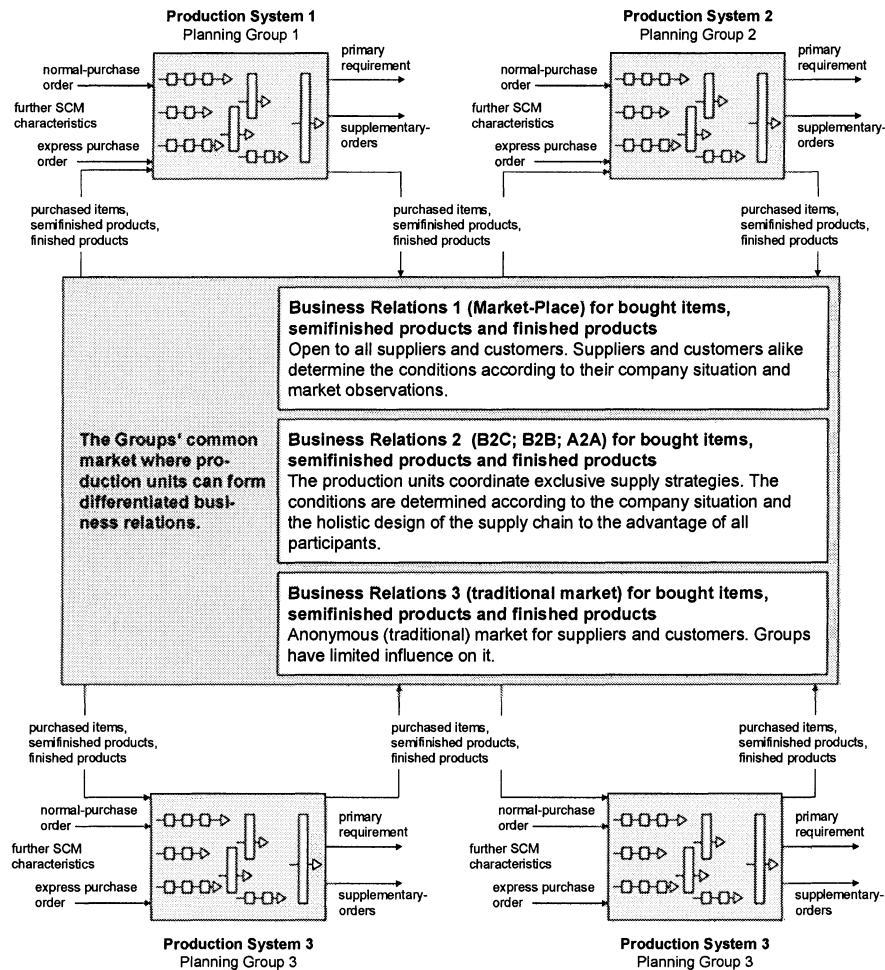 Production System 1
Planning Group 1
normal-purchase
order
further SCM
characteristics
express purchase
order
primary
requirement
supplementary-
orders
purchased items,
semifinished products,
finished products
purchased items,
semifinished products,
finished products
Production System 2
Planning Group 2
normal-purchase
order
further SCM
characteristics
express purchase
order
primary
requirement
supplementary-
orders
purchased items,
semifinished products,
finished products
purchased items,
semifinished products,
finished products
The Groups' common
market where pro-
duction units can form
differentiated busi-
ness relations.
Business Relations 1 (Market-Place) for bought items,
semifinished products and finished products
Open to all suppliers and customers. Suppliers and customers alike
determine the conditions according to their company situation and
market observations.
Business Relations 2 (B2C; B2B; A2A) for bought items,
semifinished products and finished products
The production units coordinate exclusive supply strategies. The
conditions are determined according to the company situation and
the holistic design of the supply chain to the advantage of all
participants.
Business Relations 3 (traditional market) for bought items,
semifinished products and finished products
Anonymous (traditional) market for suppliers and customers. Groups
have limited influence on it.
purchased items,
semifinished products,
finished products
purchased items,
semifinished products,
finished products
normal-purchase
order
further SCM
characteristics
express purchase
order
primary
requirement
supplementary-
orders
Production System 3
Planning Group 3
purchased items,
semifinished products,
finished products
purchased items,
semifinished products,
finished products
normal-purchase
order
further SCM
characteristics
express purchase
order
primary
requirement
supplementary-
orders
Production System 3
Planning Group 3